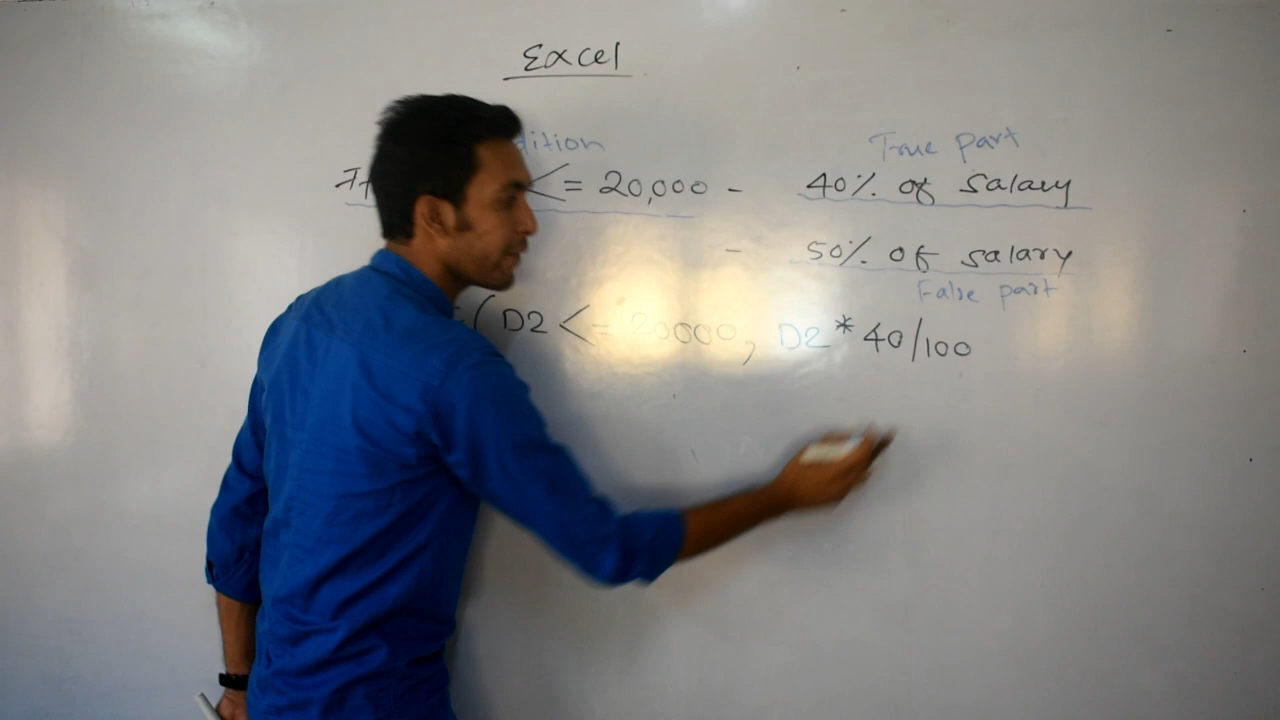 Excel
dition True part
If <= 20,000 - 40% of salary
- 50% of salary
False part
(D2 <= 20000, D2*40/100